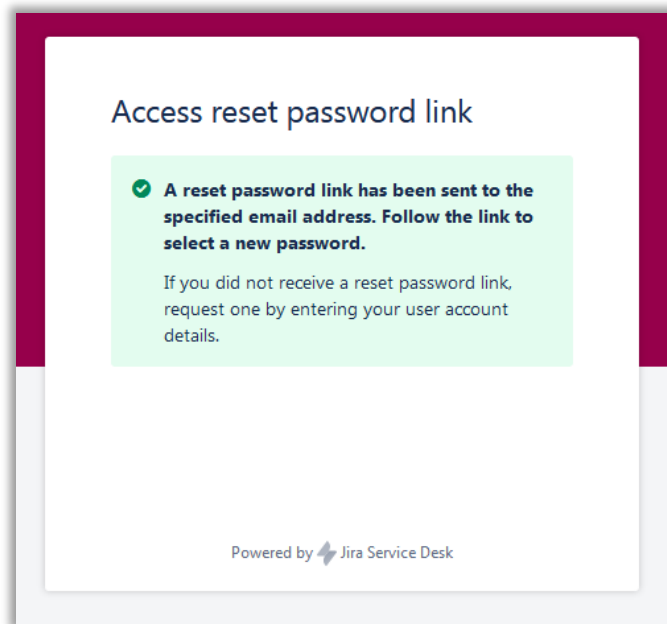 Access reset password link
A reset password link has been sent to the
specified email address. Follow the link to
select a new password.
If you did not receive a reset password link,
request one by entering your user account
details.
Powered by Jira Service Desk